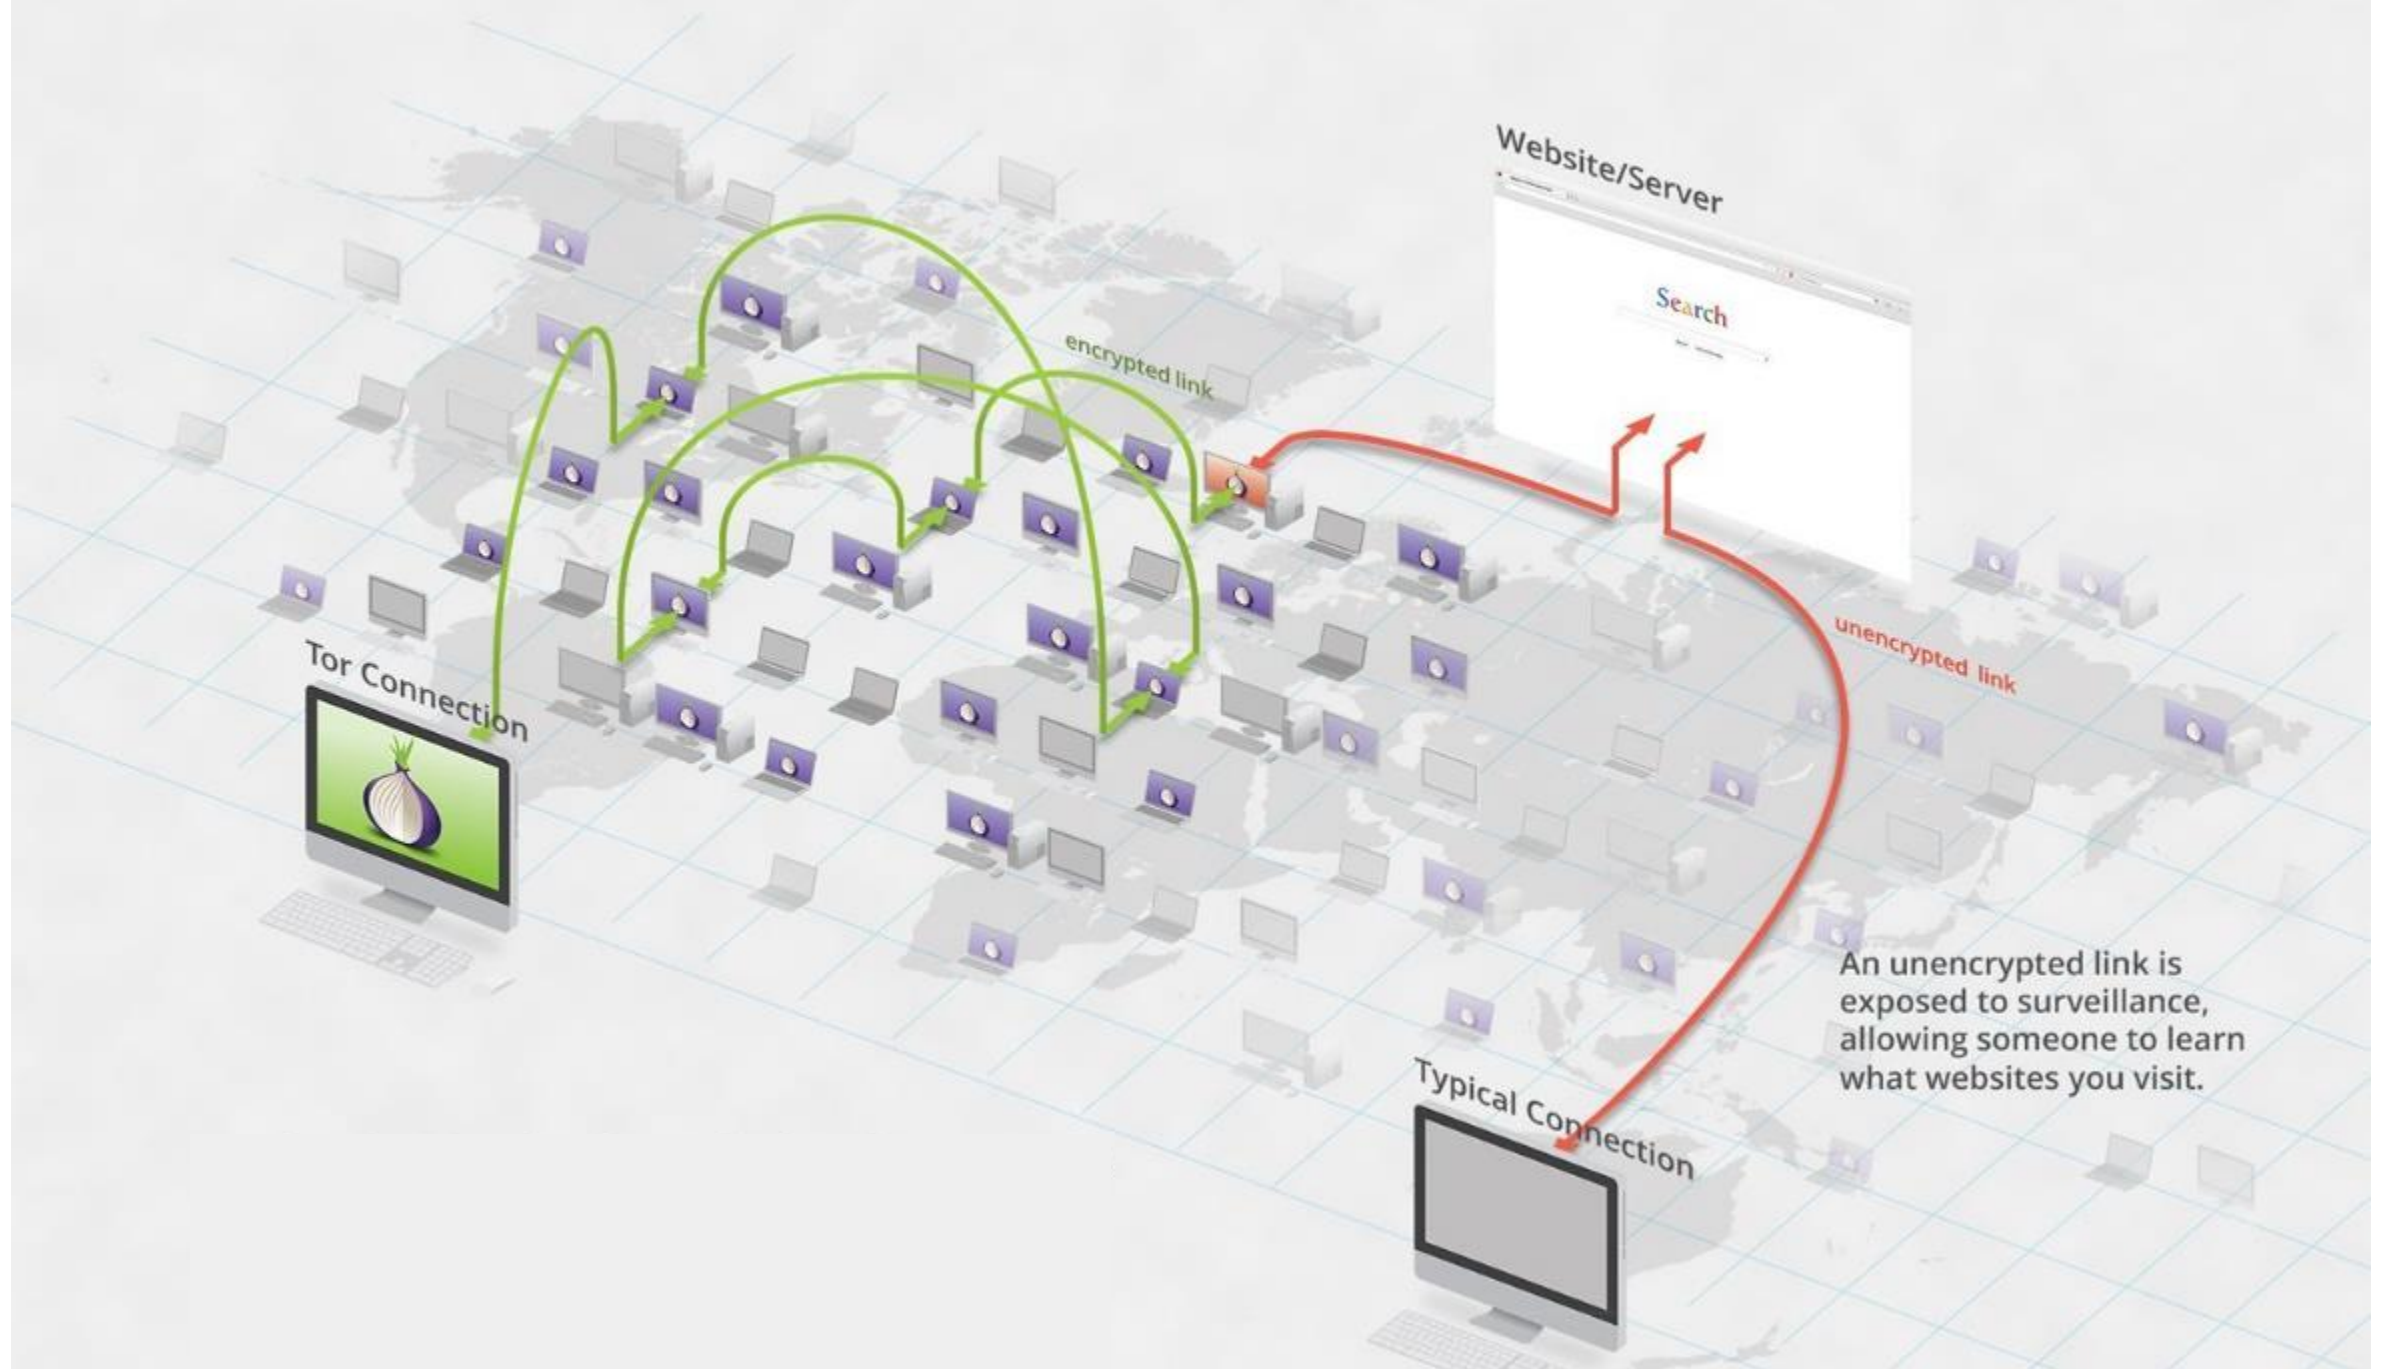 Website/Server
Search
encrypted link
Tor Connection
unencrypted link
An unencrypted link is
exposed to surveillance,
allowing someone to learn
what websites you visit.
Typical Connection